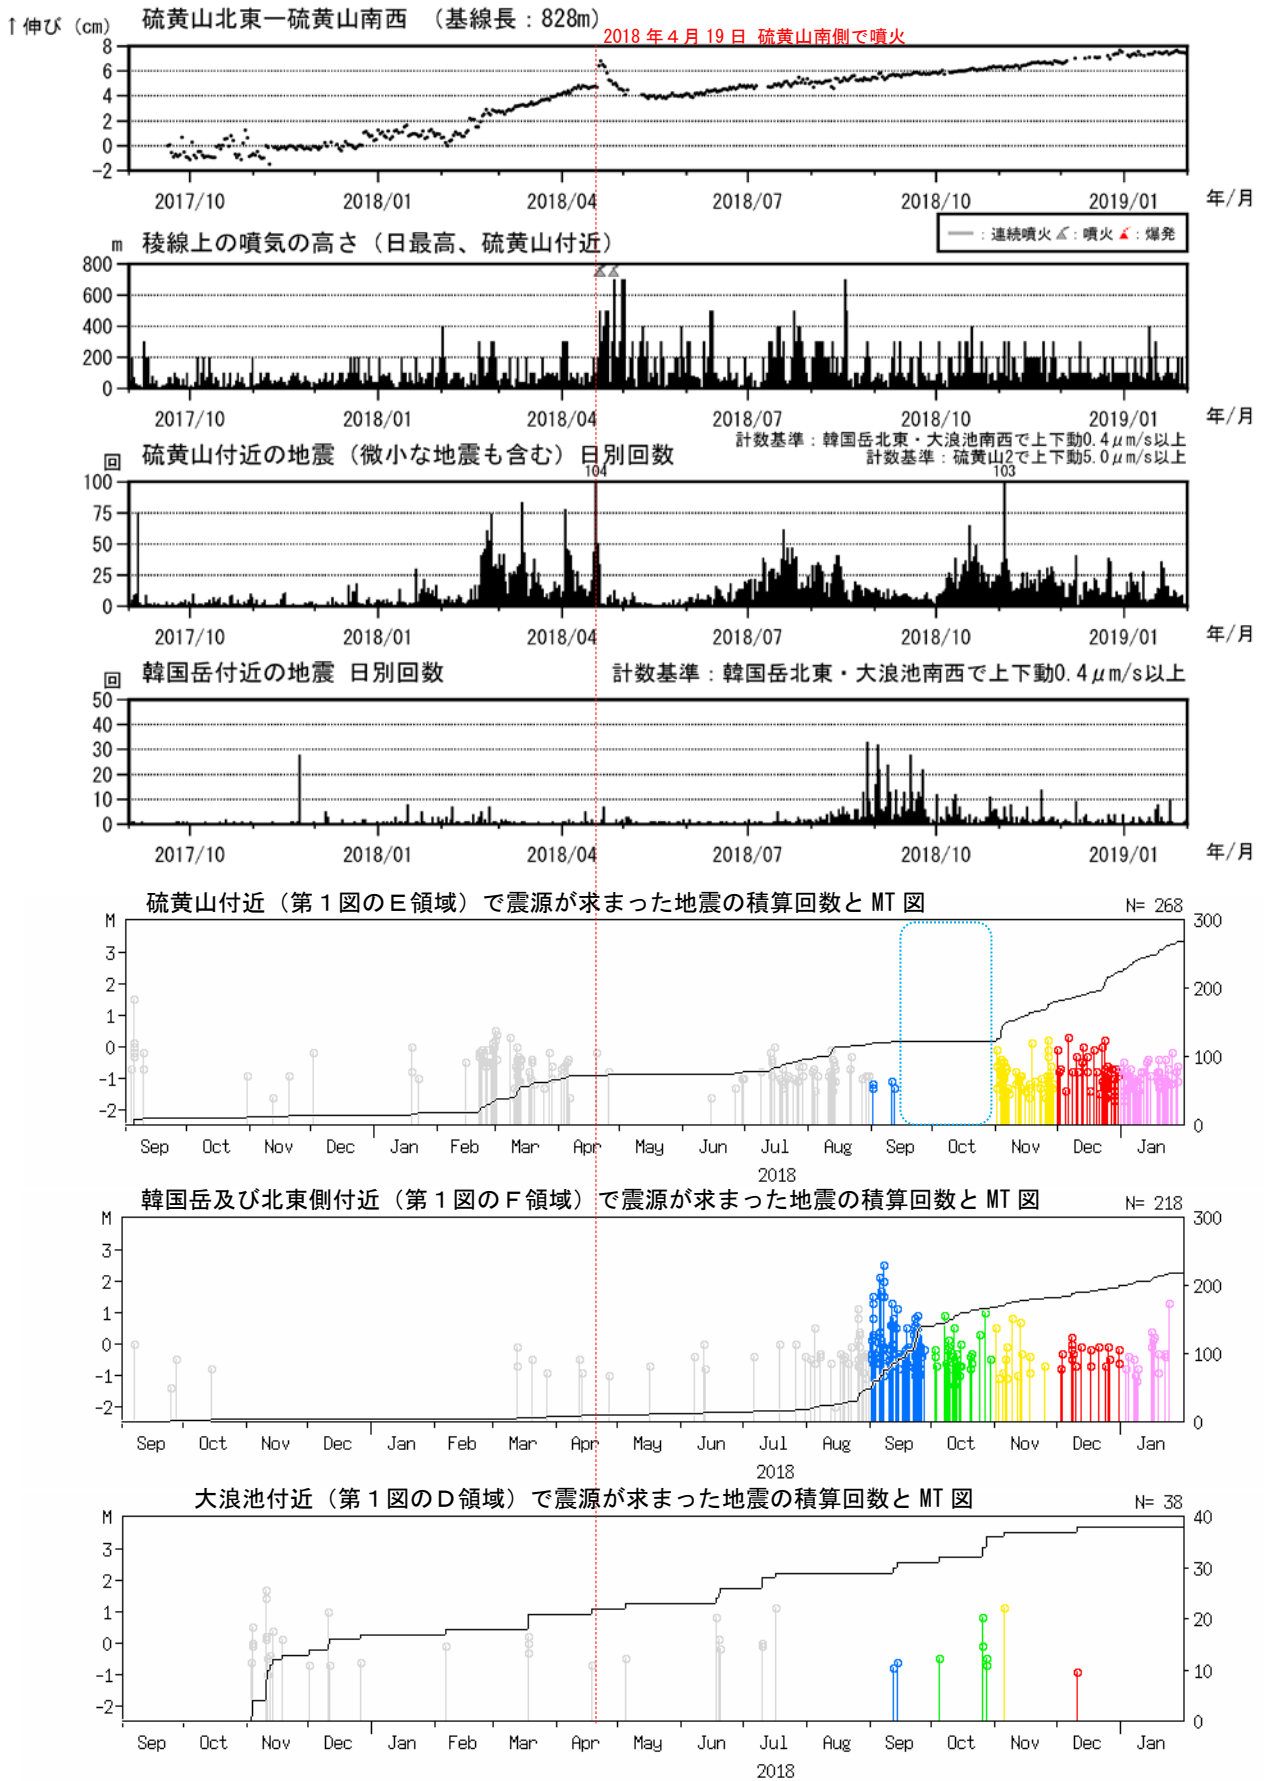 ↑伸び（cm） 硫黄山北東－硫黄山南西 （基線長：828m）
2018年4月19日 硫黄山南側で噴火
8
6
4
2
0
-2
2017/10 2018/01 2018/04 2018/07 2018/10 2019/01 年/月
m 稜線上の噴気の高さ（日最高、硫黄山付近）
：連続噴火 ：噴火 ：爆発
800
600
400
200
0
2017/10 2018/01 2018/04 2018/07 2018/10 2019/01 年/月
計数基準：韓国岳北東・大浪池南西で上下動0.4μm/s以上
回 硫黄山付近の地震（微小な地震も含む）日別回数 計数基準：硫黄山2で上下動5.0μm/s以上
104 103
100
75
50
25
0
2017/10 2018/01 2018/04 2018/07 2018/10 2019/01 年/月
回 韓国岳付近の地震 日別回数 計数基準：韓国岳北東・大浪池南西で上下動0.4μm/s以上
50
40
30
20
10
0
2017/10 2018/01 2018/04 2018/07 2018/10 2019/01 年/月
硫黄山付近（第１図のＥ領域）で震源が求まった地震の積算回数とMT図 N= 268
M 300
3
2 200
1
0 100
-1
-2 0
Sep Oct Nov Dec Jan Feb Mar Apr May Jun Jul Aug Sep Oct Nov Dec Jan
2018
韓国岳及び北東側付近（第１図のＦ領域）で震源が求まった地震の積算回数とMT図 N= 218
M 300
3
2 200
1
0 100
-1
-2 0
Sep Oct Nov Dec Jan Feb Mar Apr May Jun Jul Aug Sep Oct Nov Dec Jan
2018
大浪池付近（第１図のＤ領域）で震源が求まった地震の積算回数とMT図 N= 38
M 40
3 30
2
1 20
0
-1 10
-2 0
Sep Oct Nov Dec Jan Feb Mar Apr May Jun Jul Aug Sep Oct Nov Dec Jan
2018